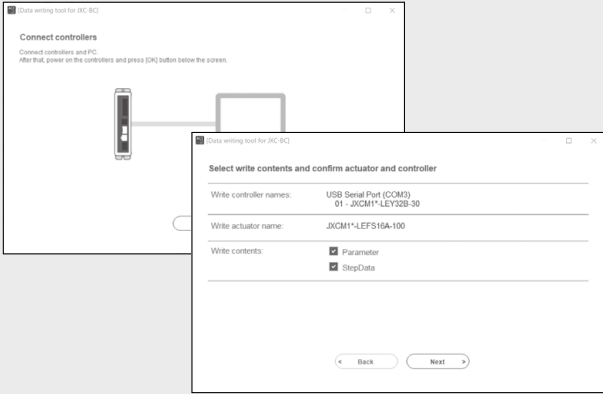 [Data writing tool for JXC-BC]
Connect controllers
Connect controllers and PC.
After that, power on the controllers and press [OK] button below the screen.
[Data writing tool for JXC-BC]
Select write contents and confirm actuator and controller
Write controller names: USB Serial Port (COM3)
01 - JXCM1*-LEY32B-30
Write actuator name: JXCM1*-LEFS16A-100
Write contents: Parameter
StepData
< Back Next >